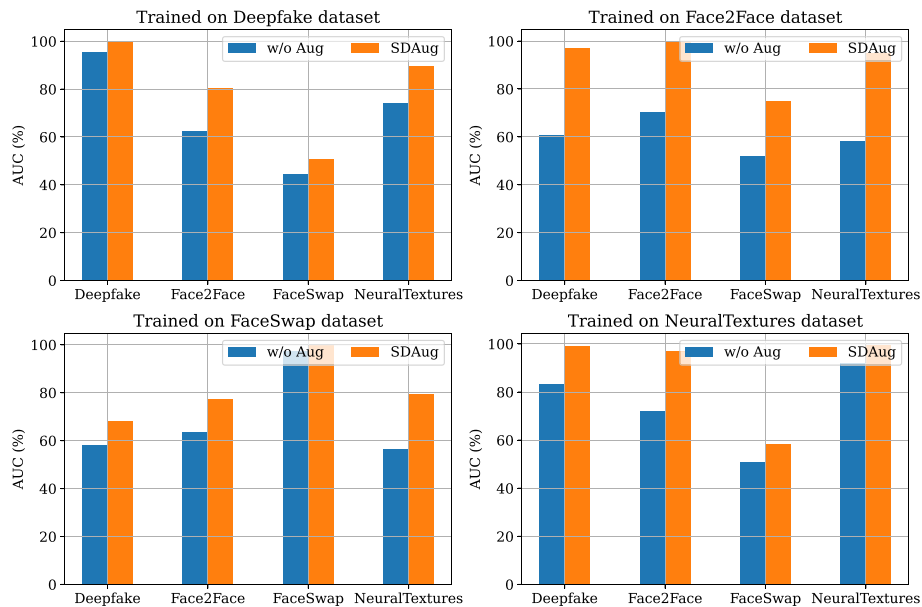 Trained on Deepfake dataset
AUC (%)
100
80
60
40
20
0
w/o Aug SDAug
Deepfake Face2Face FaceSwap NeuralTextures
Trained on Face2Face dataset
AUC (%)
100
80
60
40
20
0
w/o Aug SDAug
Deepfake Face2Face FaceSwap NeuralTextures
Trained on FaceSwap dataset
AUC (%)
100
80
60
40
20
0
w/o Aug SDAug
Deepfake Face2Face FaceSwap NeuralTextures
Trained on NeuralTextures dataset
AUC (%)
100
80
60
40
20
0
w/o Aug SDAug
Deepfake Face2Face FaceSwap NeuralTextures